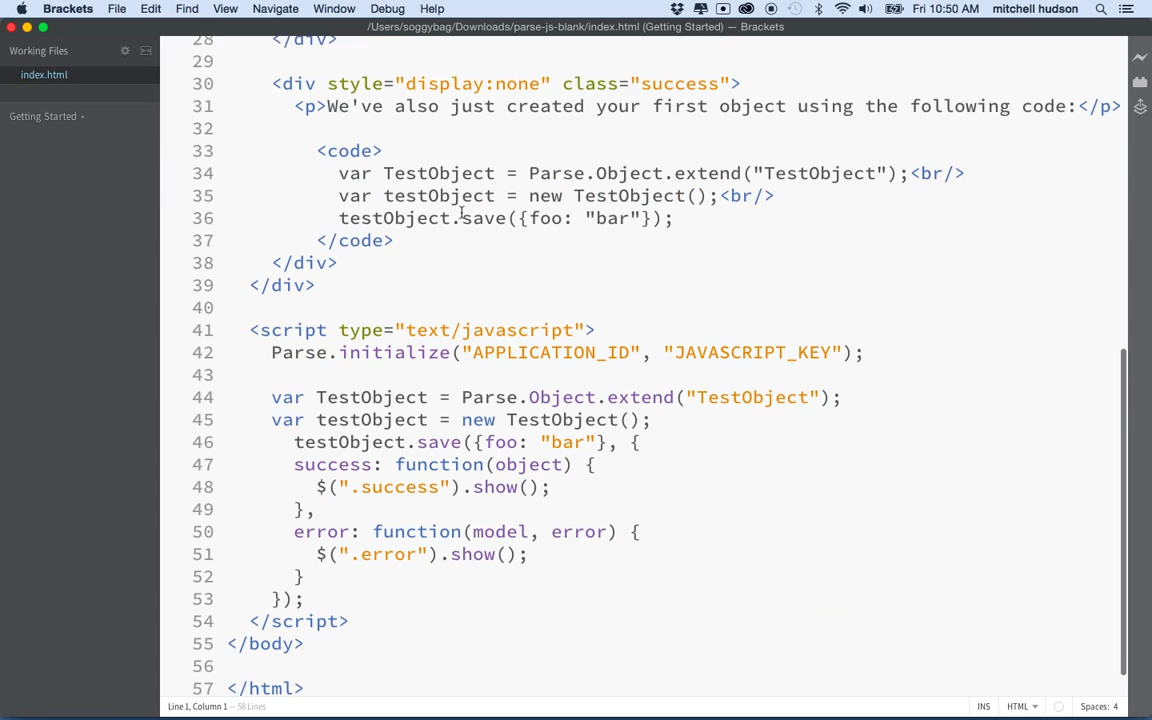 Brackets File Edit Find View Navigate Window Debug Help Fri 10:50 AM mitchell hudson
/Users/soggybag/Downloads/parse-js-blank/index.html (Getting Started) — Brackets
Working Files
index.html
Getting Started
28 </div>
29
30 <div style="display:none" class="success">
31 <p>We've also just created your first object using the following code:</p>
32
33 <code>
34 var TestObject = Parse.Object.extend("TestObject");<br/>
35 var testObject = new TestObject();<br/>
36 testObject.save({foo: "bar"});
37 </code>
38 </div>
39 </div>
40
41 <script type="text/javascript">
42 Parse.initialize("APPLICATION_ID", "JAVASCRIPT_KEY");
43
44 var TestObject = Parse.Object.extend("TestObject");
45 var testObject = new TestObject();
46 testObject.save({foo: "bar"}, {
47 success: function(object) {
48 $(".success").show();
49 },
50 error: function(model, error) {
51 $(".error").show();
52 }
53 });
54 </script>
55 </body>
56
57 </html>
Line 1, Column 1 — 58 Lines INS HTML Spaces: 4